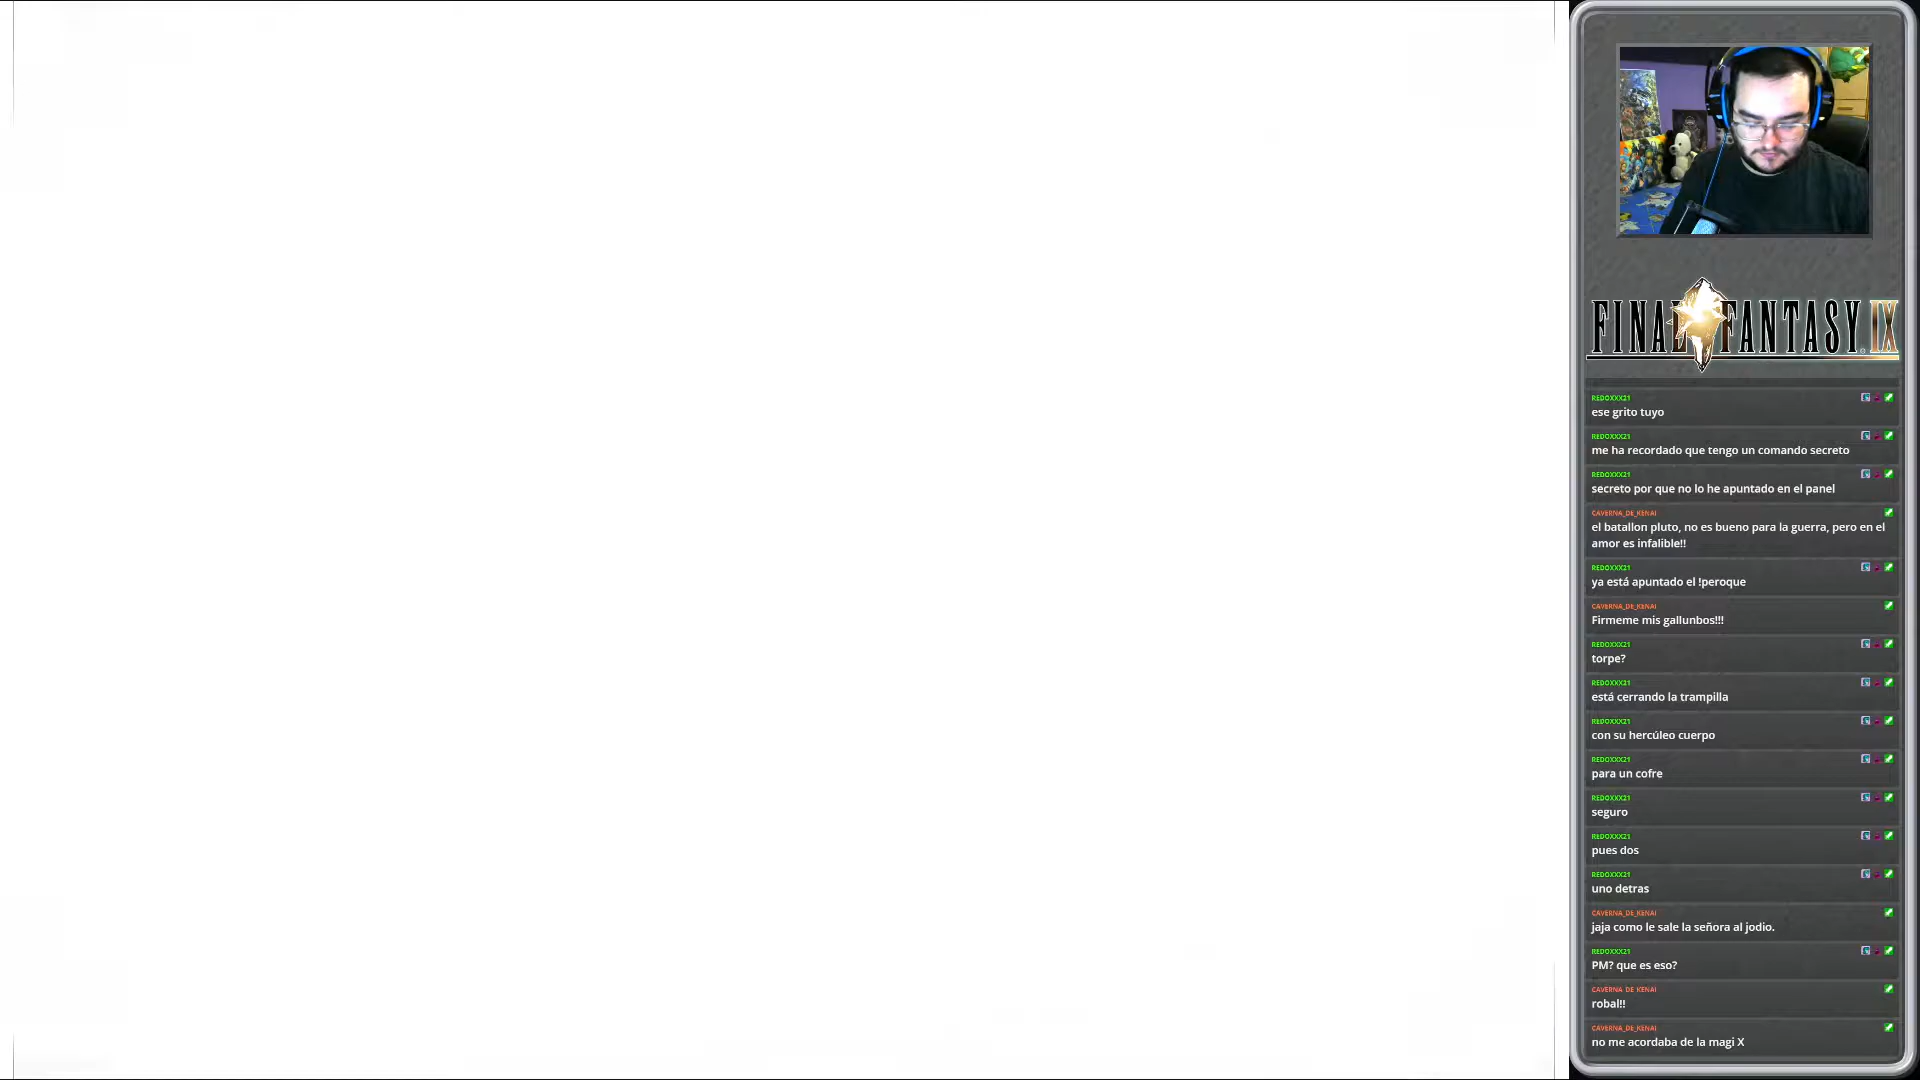 FINAL FANTASY IX
REDOXXX21
ese grito tuyo
REDOXXX21
me ha recordado que tengo un comando secreto
REDOXXX21
secreto por que no lo he apuntado en el panel
CAVERNA_DE_KENAI
el batallon pluto, no es bueno para la guerra, pero en el
amor es infalible!!
REDOXXX21
ya está apuntado el !peroque
CAVERNA_DE_KENAI
Firmeme mis gallunbos!!!
REDOXXX21
torpe?
REDOXXX21
está cerrando la trampilla
REDOXXX21
con su hercúleo cuerpo
REDOXXX21
para un cofre
REDOXXX21
seguro
REDOXXX21
pues dos
REDOXXX21
uno detras
CAVERNA_DE_KENAI
jaja como le sale la señora al jodio.
REDOXXX21
PM? que es eso?
CAVERNA_DE_KENAI
robal!!
CAVERNA_DE_KENAI
no me acordaba de la magi X